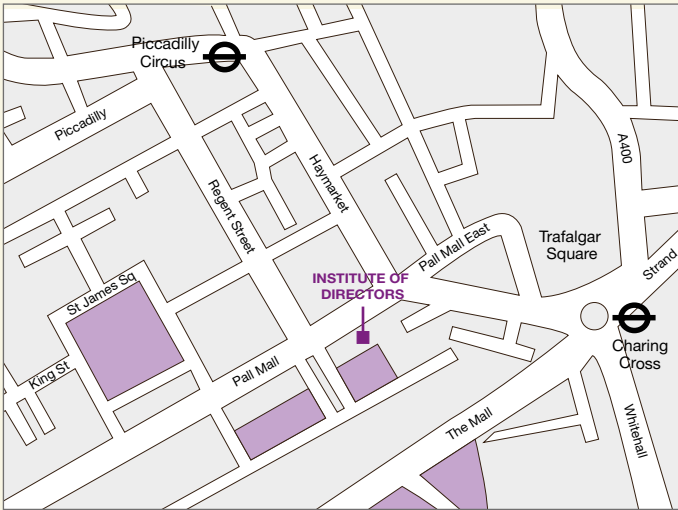 Piccadilly
Circus
Piccadilly
A400
Haymarket
Regent Street
Pall Mall East
Trafalgar
Square
Strand
INSTITUTE OF
DIRECTORS
St James Sq
Charing
Cross
King St
Pall Mall
The Mall
Whitehall